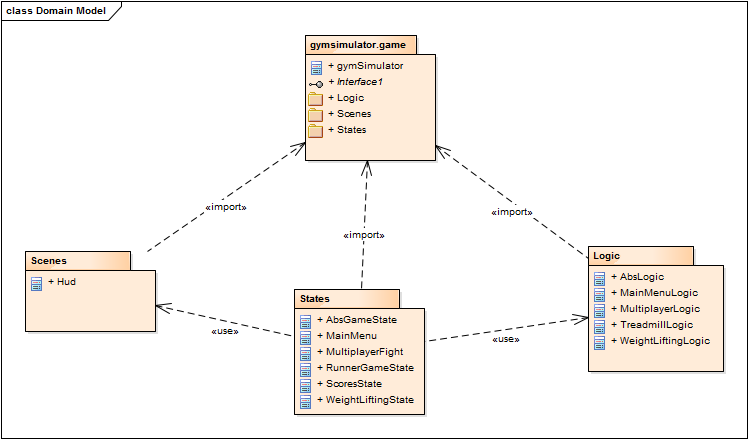 class Domain Model
gymsimulator.game
+ gymSimulator
+ Interface1
+ Logic
+ Scenes
+ States
«import»
«import»
«import»
Scenes
+ Hud
States
+ AbsGameState
+ MainMenu
+ MultiplayerFight
+ RunnerGameState
+ ScoresState
+ WeightLiftingState
Logic
+ AbsLogic
+ MainMenuLogic
+ MultiplayerLogic
+ TreadmillLogic
+ WeightLiftingLogic
«use»
«use»